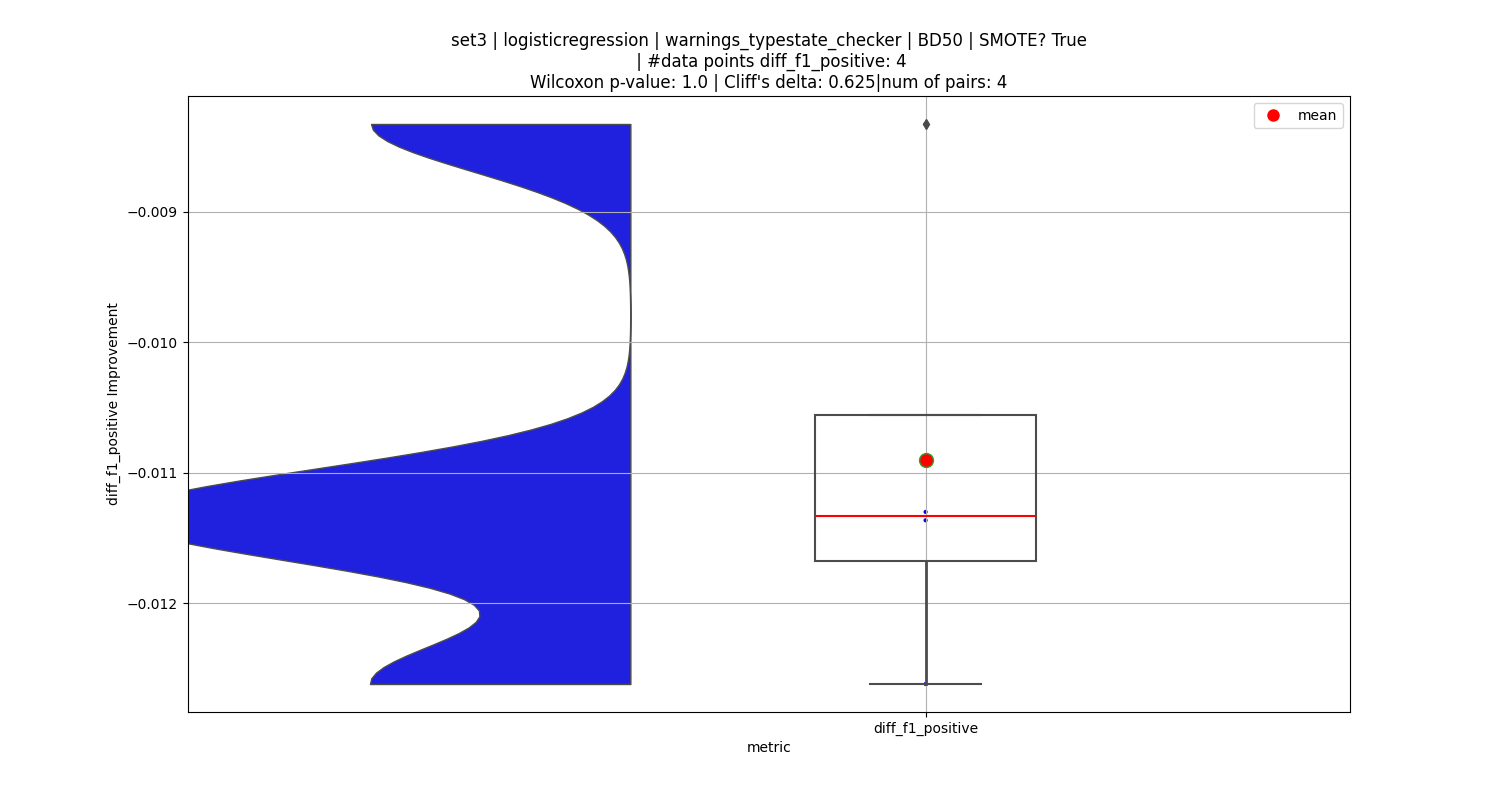 set3 | logisticregression | warnings_typestate_checker | BD50 | SMOTE? True
| #data points diff_f1_positive: 4
Wilcoxon p-value: 1.0 | Cliff's delta: 0.625|num of pairs: 4
mean
−0.009
−0.010
−0.011
−0.012
diff_f1_positive Improvement
diff_f1_positive
metric